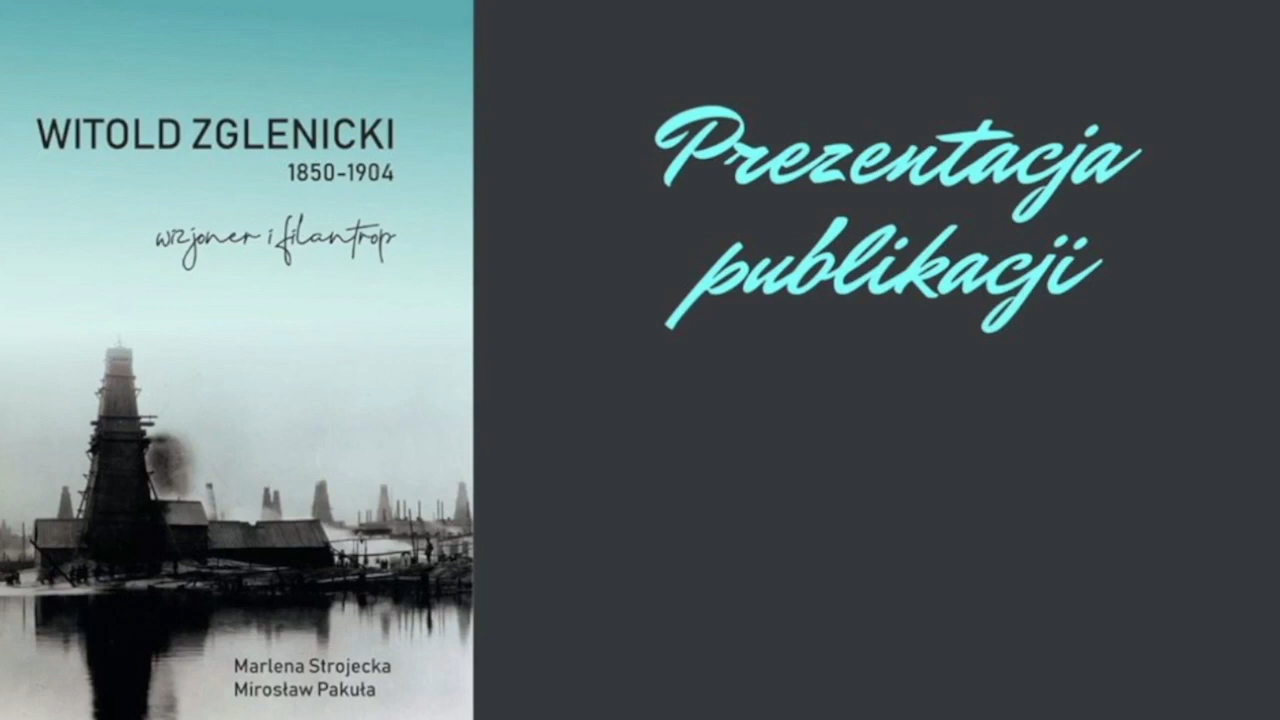 WITOLD ZGLENICKI
1850-1904
wizjoner i filantrop
Marlena Strojecka
Mirosław Pakuła
Prezentacja
publikacji